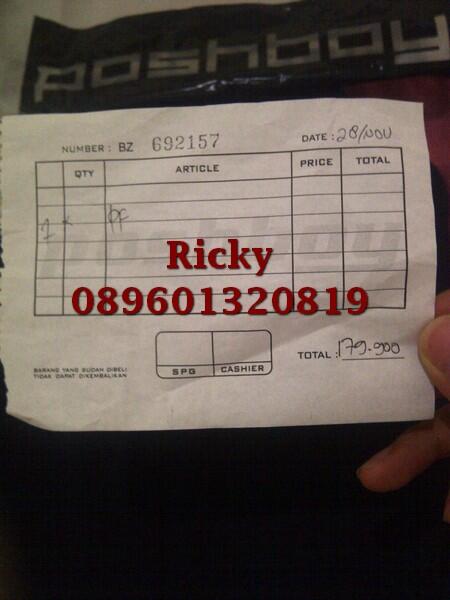 poshboy
NUMBER : BZ 692157 DATE : 28/NOV
QTY ARTICLE PRICE TOTAL
poshboy
Ricky
089601320819
SPG CASHIER
TOTAL : 179.900
BARANG YANG SUDAH DIBELI
TIDAK DAPAT DIKEMBALIKAN